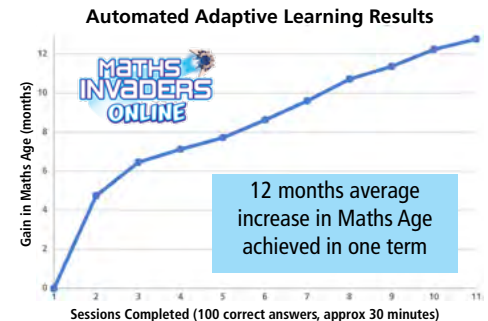 Automated Adaptive Learning Results
MATHS
INVADERS
ONLINE
Gain in Maths Age (months)
12
10
8
6
4
2
0
12 months average
increase in Maths Age
achieved in one term
1 2 3 4 5 6 7 8 9 10 11
Sessions Completed (100 correct answers, approx 30 minutes)